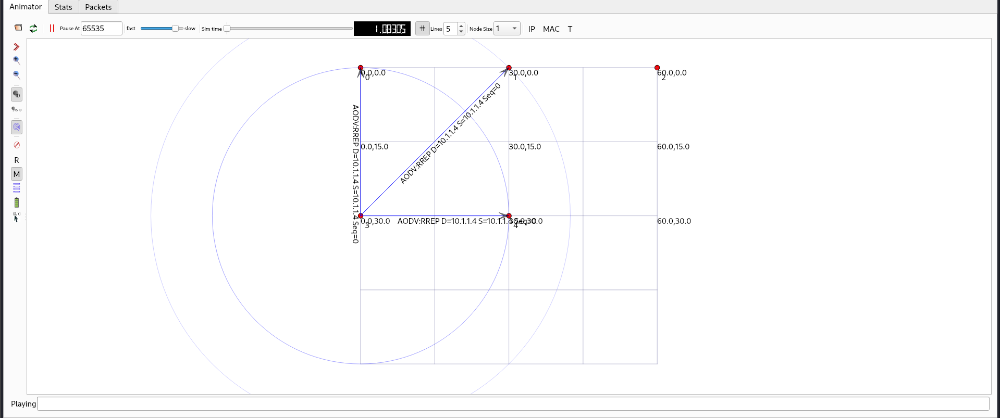 Animator Stats Packets
Pause At 65535 fast slow Sim time 1.08305 # Lines 5 Node Size 1 IP MAC T
ID
SYS ID
R
M
(X, Y)
0.0,0.0
0
30.0,0.0
1
60.0,0.0
2
AODV:RREP D=10.1.1.4 S=10.1.1.4 Seq=0
AODV:RREP D=10.1.1.4 S=10.1.1.4 Seq=0
0.0,15.0
30.0,15.0
60.0,15.0
0.0,30.0
3
AODV:RREP D=10.1.1.4 S=10.1.1.4 Seq=0
30.0,30.0
4
60.0,30.0
Playing